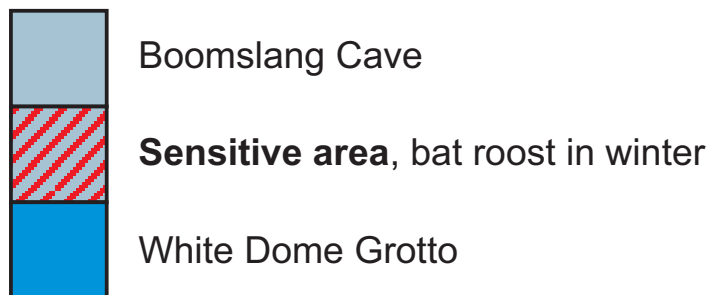 Boomslang Cave
Sensitive area, bat roost in winter
White Dome Grotto